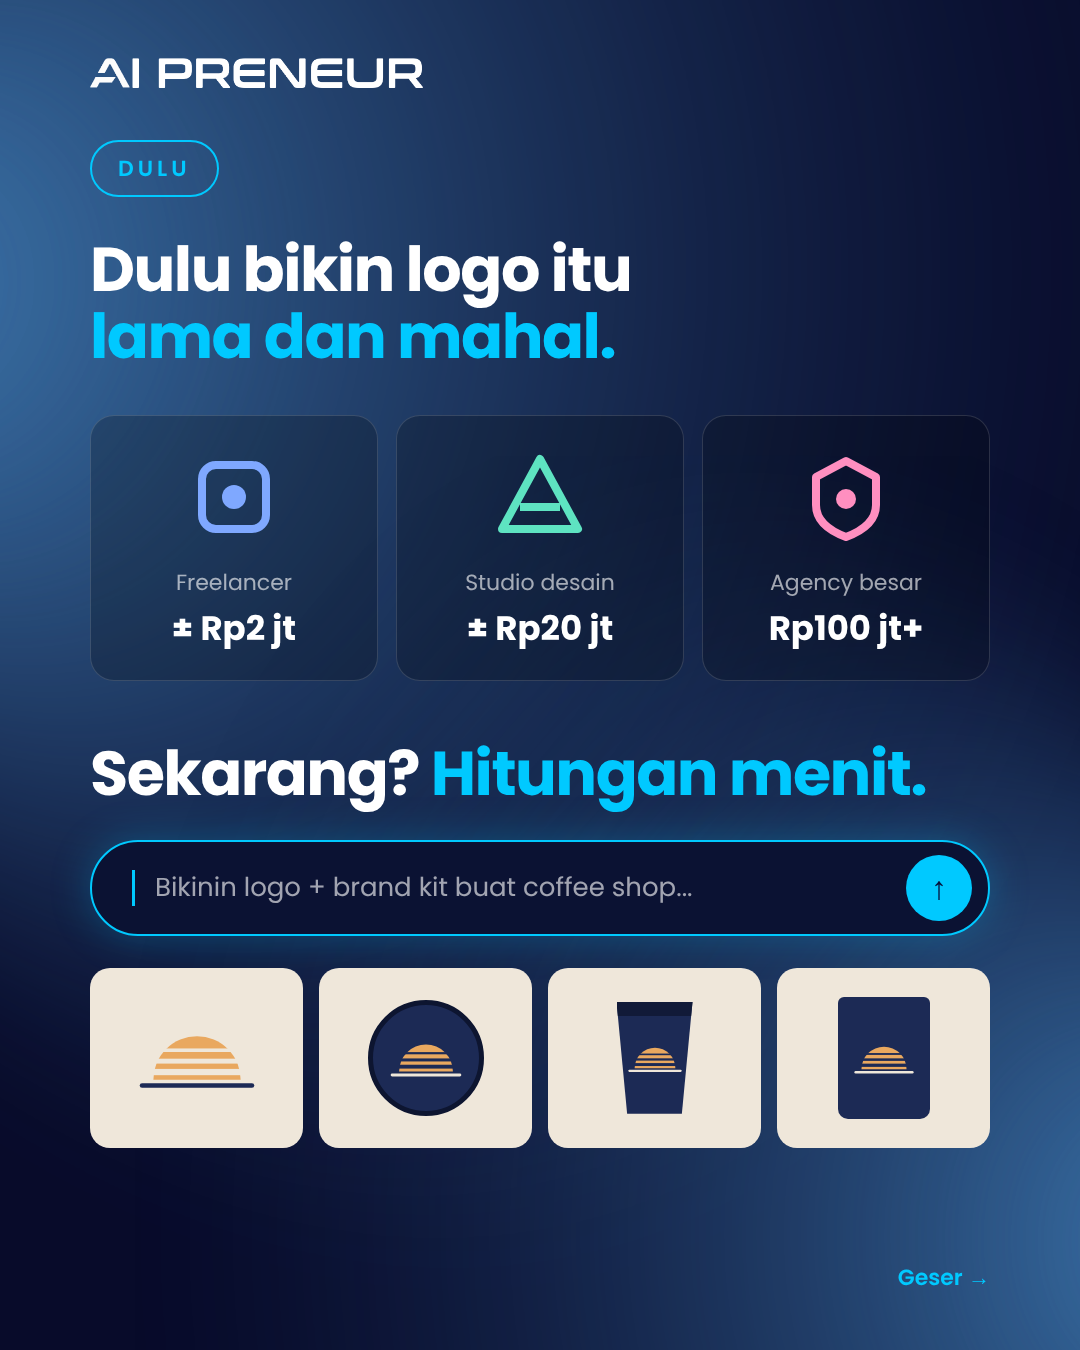 AI PRENEUR
DULU
Dulu bikin logo itu
lama dan mahal.
Freelancer
± Rp2 jt
Studio desain
± Rp20 jt
Agency besar
Rp100 jt+
Sekarang? Hitungan menit.
Bikinin logo + brand kit buat coffee shop...
↑
Geser →